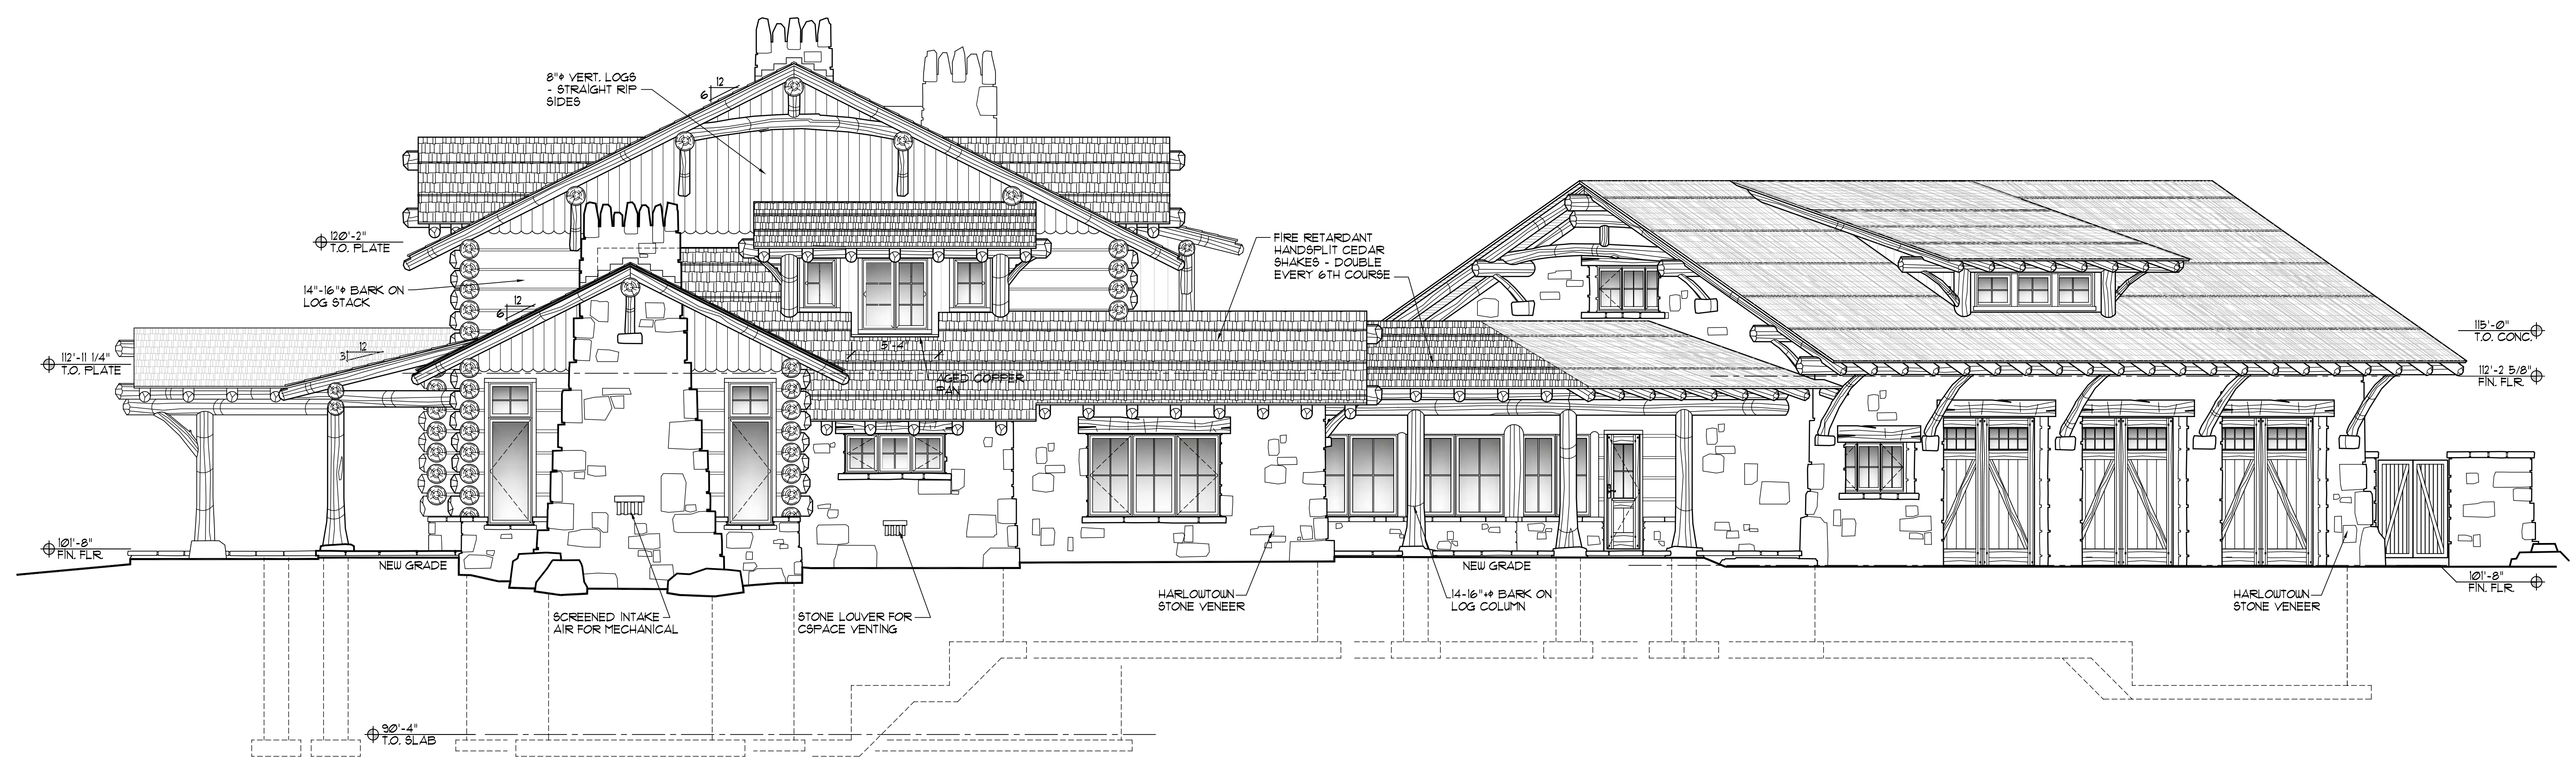 8"φ VERT. LOGS
- STRAIGHT RIP
SIDES
12
6
120'-2"
T.O. PLATE
14"-16"φ BARK ON
LOG STACK
12
6
FIRE RETARDANT
HANDSPLIT CEDAR
SHAKES - DOUBLE
EVERY 6TH COURSE
115'-0"
T.O. CONC.
112'-11 1/4"
T.O. PLATE
12
3
5'-4"
AGED COPPER
PAN
112'-2 5/8"
FIN. FLR.
101'-8"
FIN. FLR.
NEW GRADE
NEW GRADE
101'-8"
FIN. FLR.
SCREENED INTAKE
AIR FOR MECHANICAL
STONE LOUVER FOR
CSPACE VENTING
HARLOWTOWN
STONE VENEER
14-16"+φ BARK ON
LOG COLUMN
HARLOWTOWN
STONE VENEER
90'-4"
T.O. SLAB